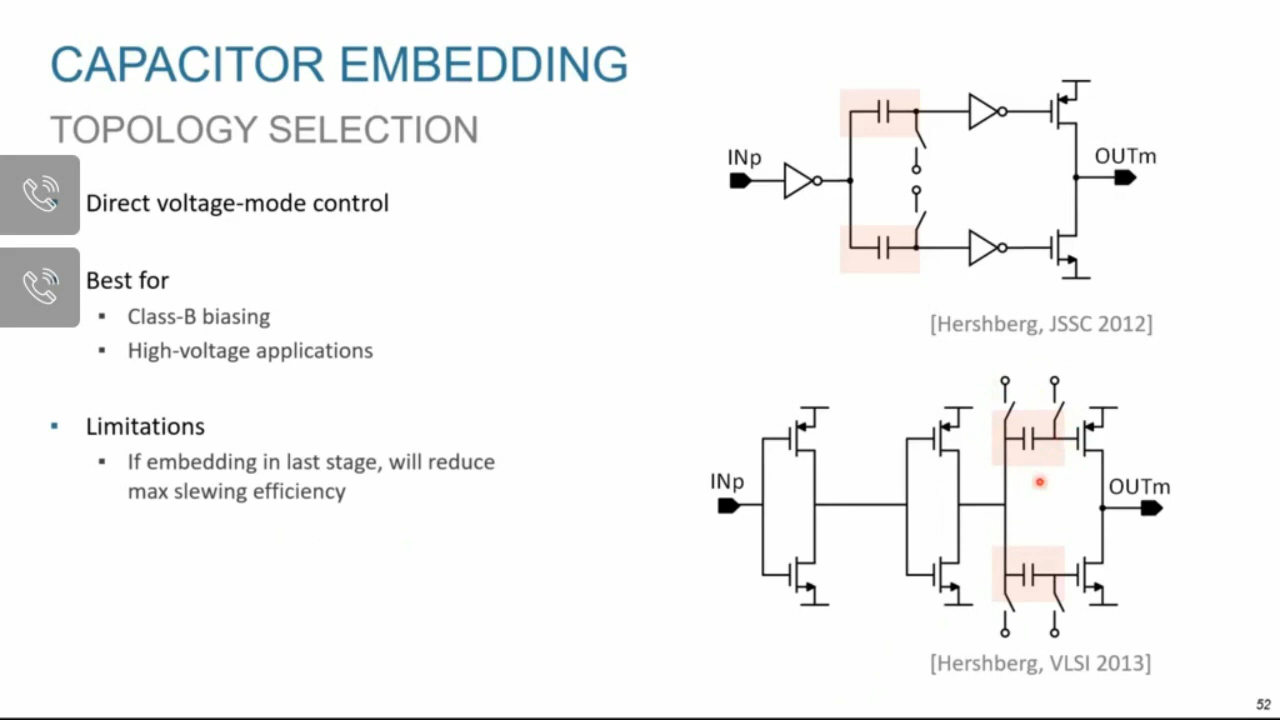 CAPACITOR EMBEDDING
TOPOLOGY SELECTION
Direct voltage-mode control
Best for
▪ Class-B biasing
▪ High-voltage applications
▪ Limitations
▪ If embedding in last stage, will reduce
max slewing efficiency
INp
OUTm
[Hershberg, JSSC 2012]
INp
OUTm
[Hershberg, VLSI 2013]
52